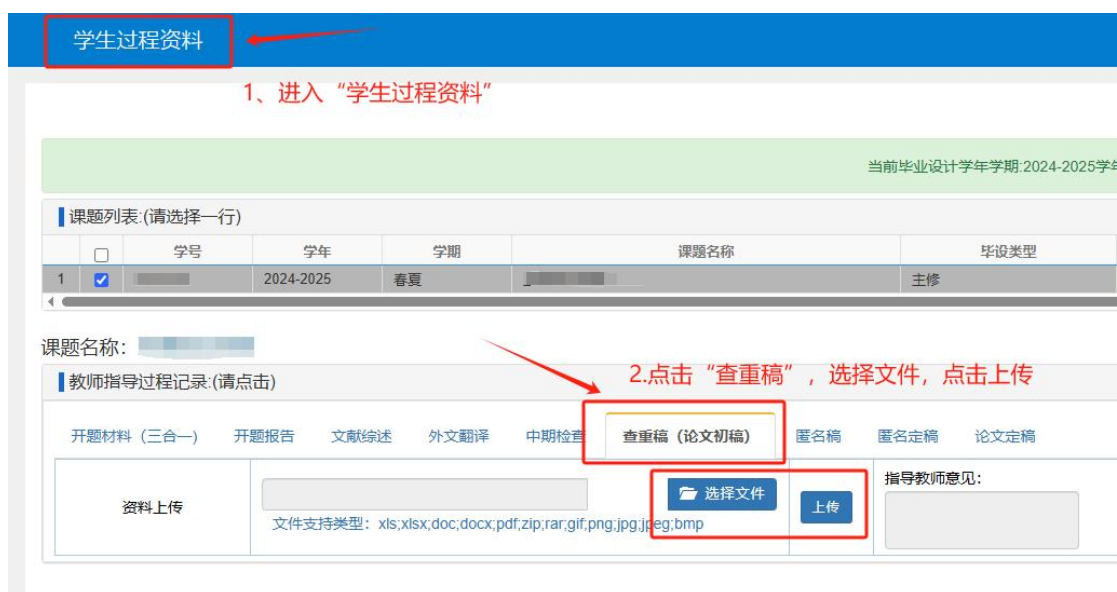 学生过程资料
1、进入“学生过程资料”
当前毕业设计学年学期:2024-2025学年
课题列表:(请选择一行)
学号 学年 学期 课题名称 毕设类型
1 2024-2025 春夏 主修
课题名称:
教师指导过程记录:(请点击)
2.点击“查重稿”，选择文件，点击上传
开题材料（三合一） 开题报告 文献综述 外文翻译 中期检查 查重稿（论文初稿） 匿名稿 匿名定稿 论文定稿
资料上传 选择文件 上传 指导教师意见:
文件支持类型：xls;xlsx;doc;docx;pdf;zip;rar;gif;png;jpg;jpeg;bmp